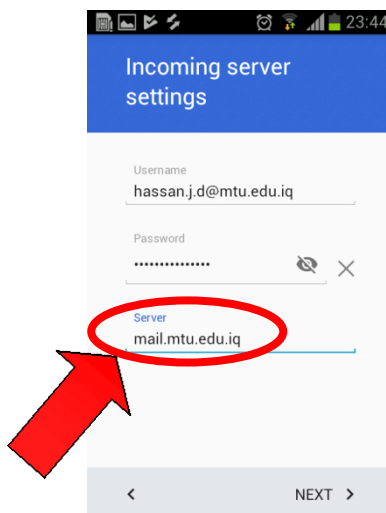 23:44
Incoming server
settings
Username
hassan.j.d@mtu.edu.iq
Password
••••••••••••••
Server
mail.mtu.edu.iq
NEXT